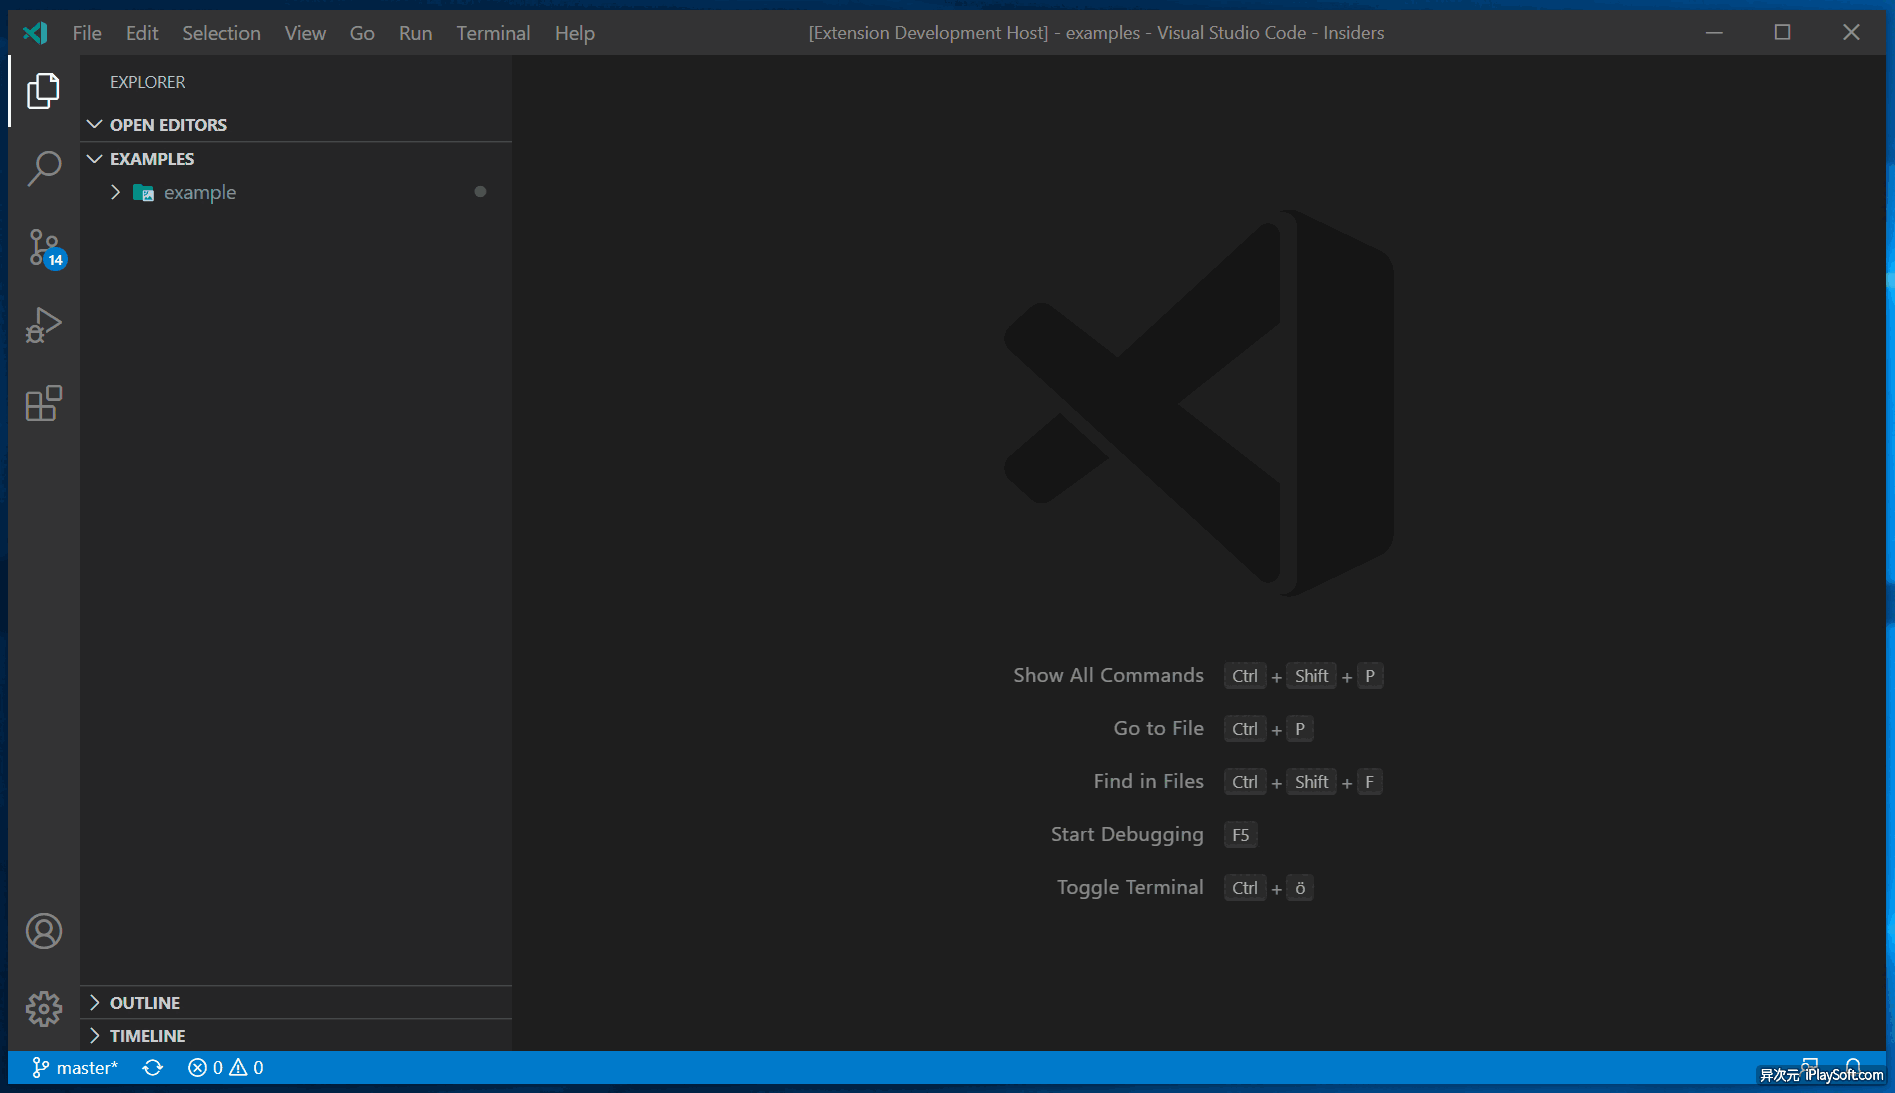 File Edit Selection View Go Run Terminal Help [Extension Development Host] - examples - Visual Studio Code - Insiders
EXPLORER
OPEN EDITORS
EXAMPLES
example
14
Show All Commands Ctrl + Shift + P
Go to File Ctrl + P
Find in Files Ctrl + Shift + F
Start Debugging F5
Toggle Terminal Ctrl + ö
OUTLINE
TIMELINE
master* 0 0
异次元 iPlaySoft.com